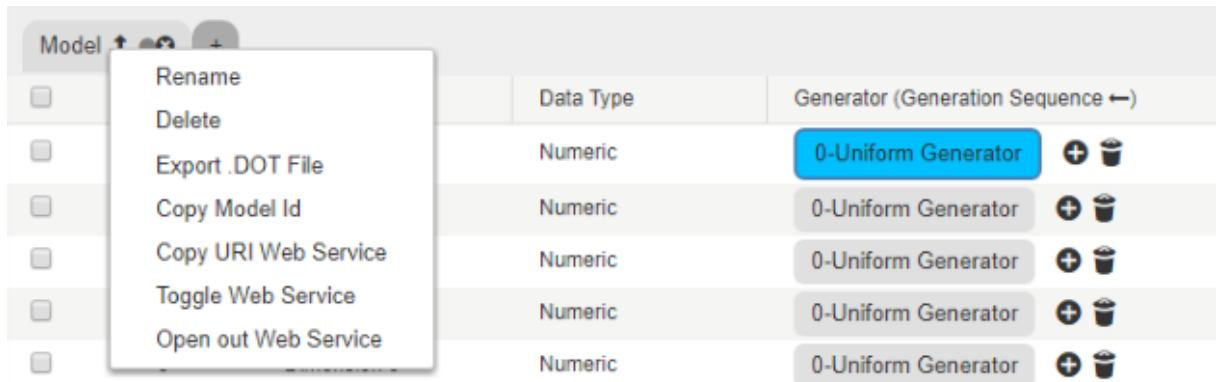 Model +
Rename
Delete
Export .DOT File
Copy Model Id
Copy URI Web Service
Toggle Web Service
Open out Web Service
Data Type Generator (Generation Sequence ←)
Numeric 0-Uniform Generator
Numeric 0-Uniform Generator
Numeric 0-Uniform Generator
Numeric 0-Uniform Generator
Numeric 0-Uniform Generator